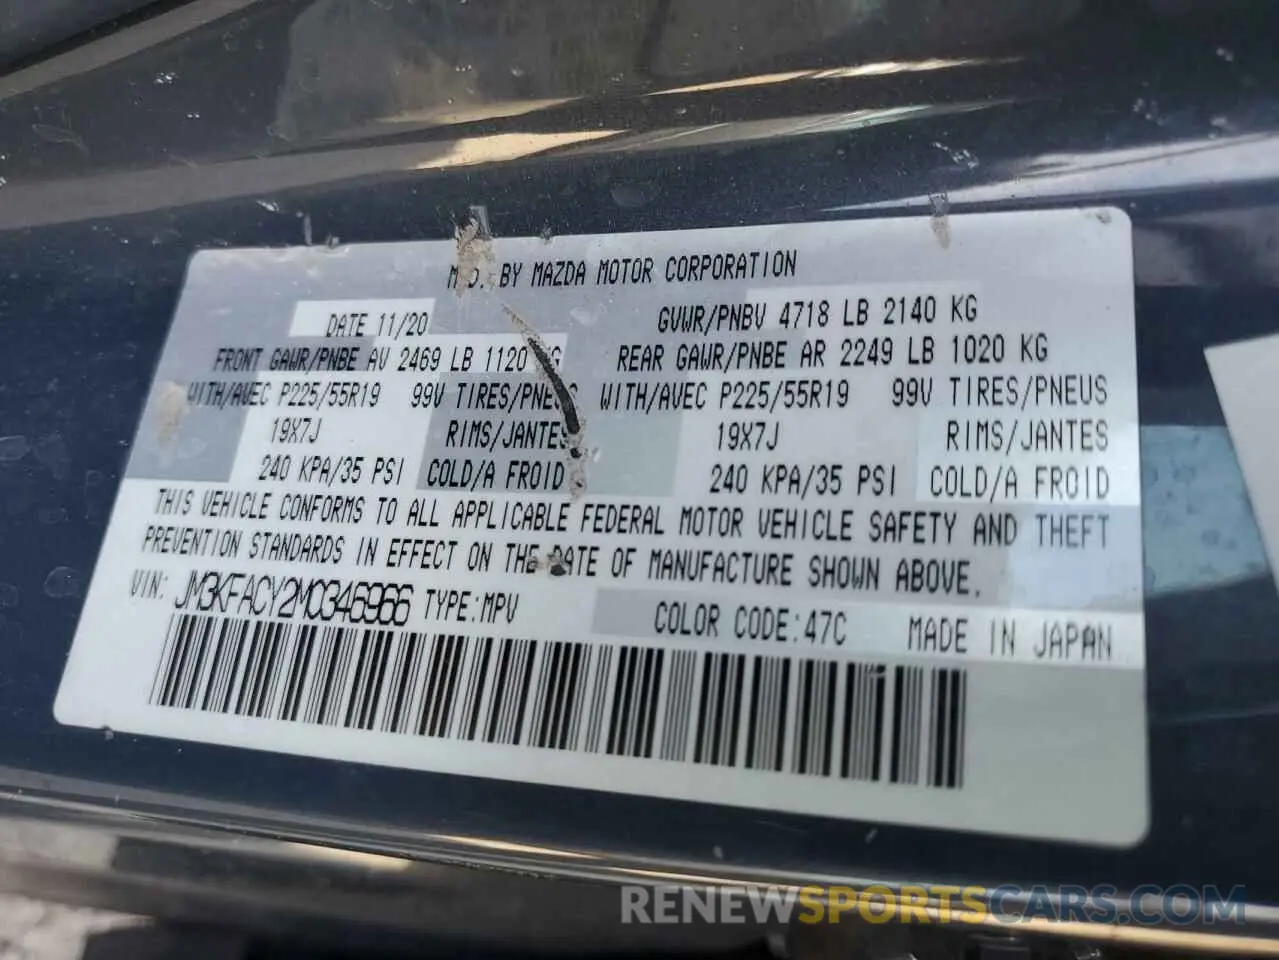 MFD. BY MAZDA MOTOR CORPORATION
DATE 11/20 GVWR/PNBV 4718 LB 2140 KG
FRONT GAWR/PNBE AV 2469 LB 1120 KG REAR GAWR/PNBE AR 2249 LB 1020 KG
WITH/AVEC P225/55R19 99V TIRES/PNEUS WITH/AVEC P225/55R19 99V TIRES/PNEUS
19X7J RIMS/JANTES 19X7J RIMS/JANTES
240 KPA/35 PSI COLD/A FROID 240 KPA/35 PSI COLD/A FROID
THIS VEHICLE CONFORMS TO ALL APPLICABLE FEDERAL MOTOR VEHICLE SAFETY AND THEFT
PREVENTION STANDARDS IN EFFECT ON THE DATE OF MANUFACTURE SHOWN ABOVE.
VIN: JM3KFACY2M0346966 TYPE:MPV COLOR CODE:47C MADE IN JAPAN
RENEWSPORTSCARS.COM